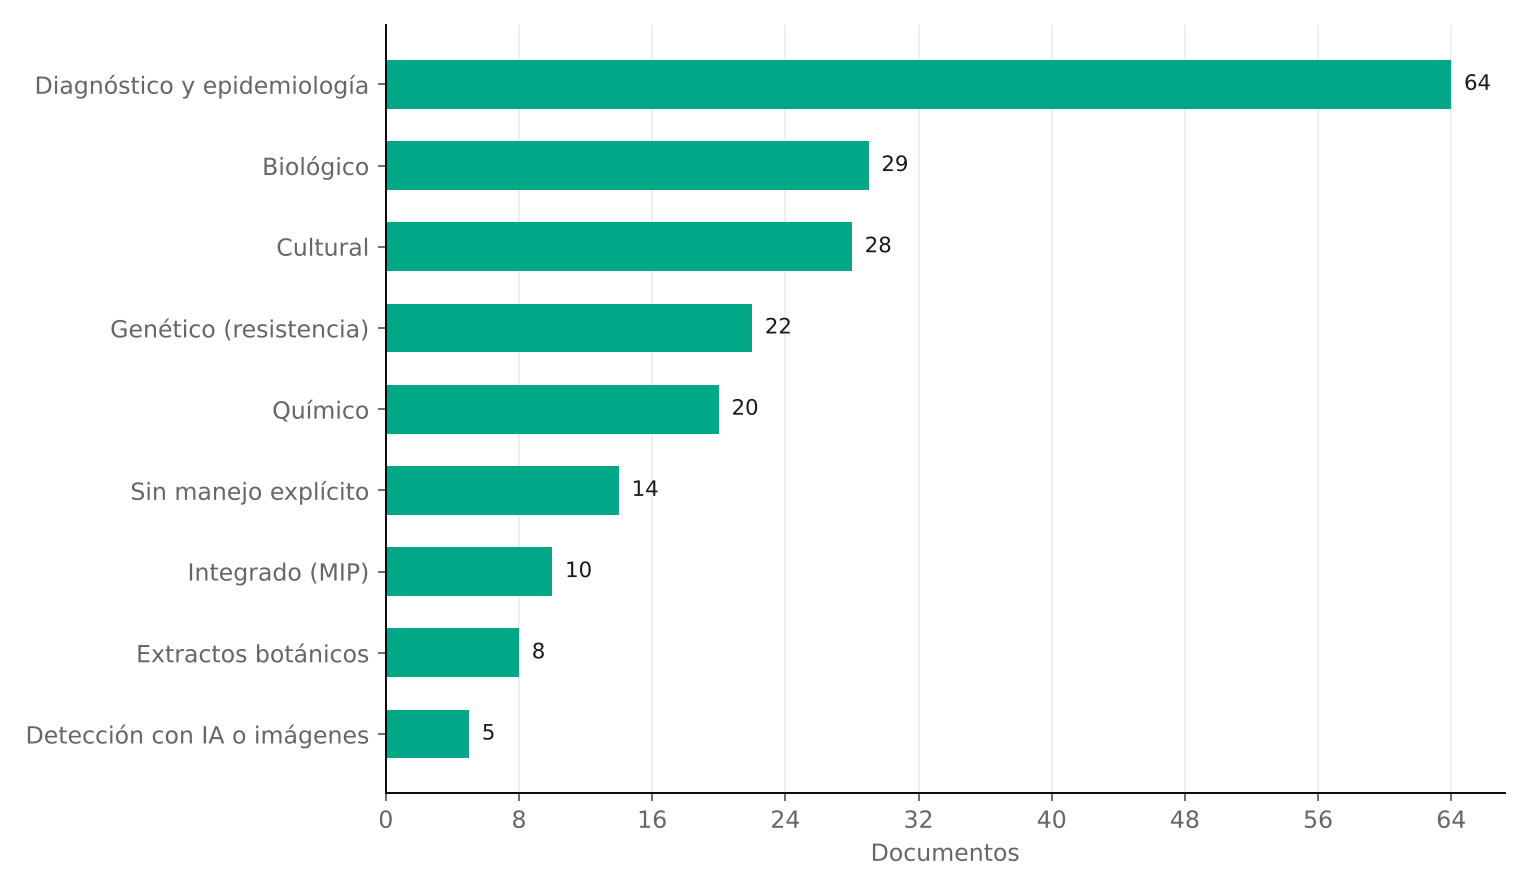 Diagnóstico y epidemiología 64
Biológico 29
Cultural 28
Genético (resistencia) 22
Químico 20
Sin manejo explícito 14
Integrado (MIP) 10
Extractos botánicos 8
Detección con IA o imágenes 5
0 8 16 24 32 40 48 56 64
Documentos